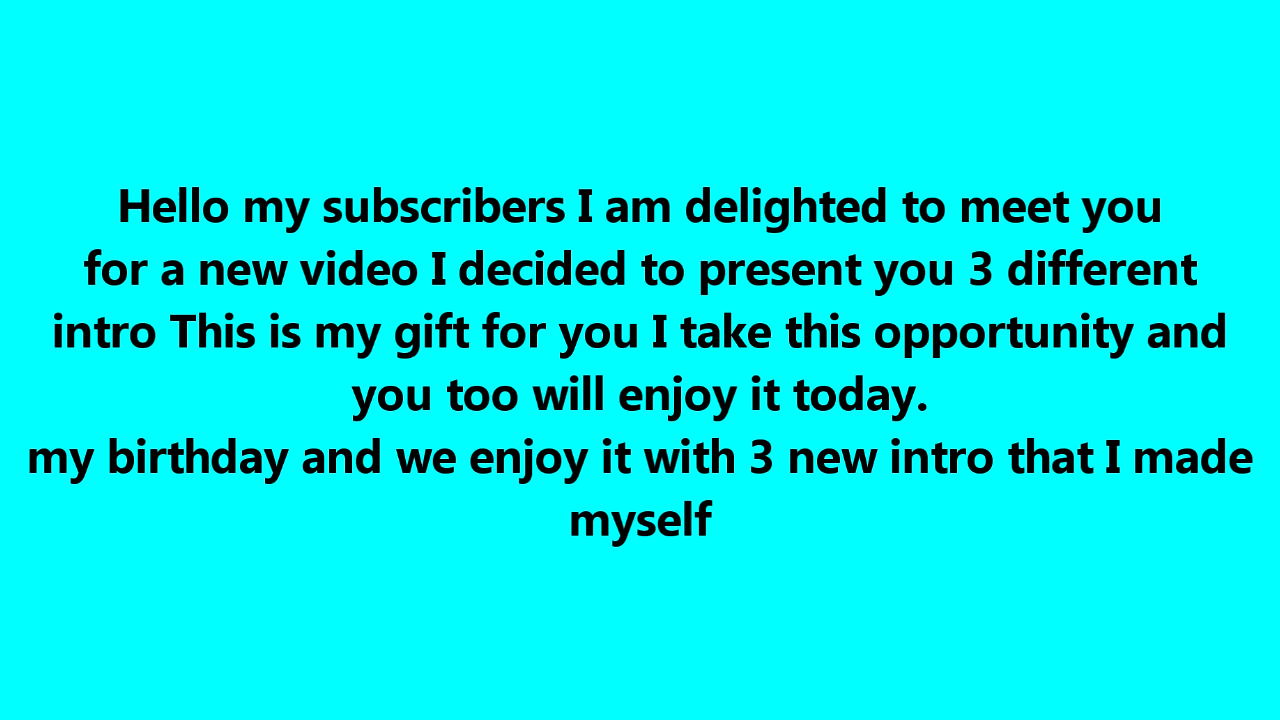 Hello my subscribers I am delighted to meet you
for a new video I decided to present you 3 different
intro This is my gift for you I take this opportunity and
you too will enjoy it today.
my birthday and we enjoy it with 3 new intro that I made
myself